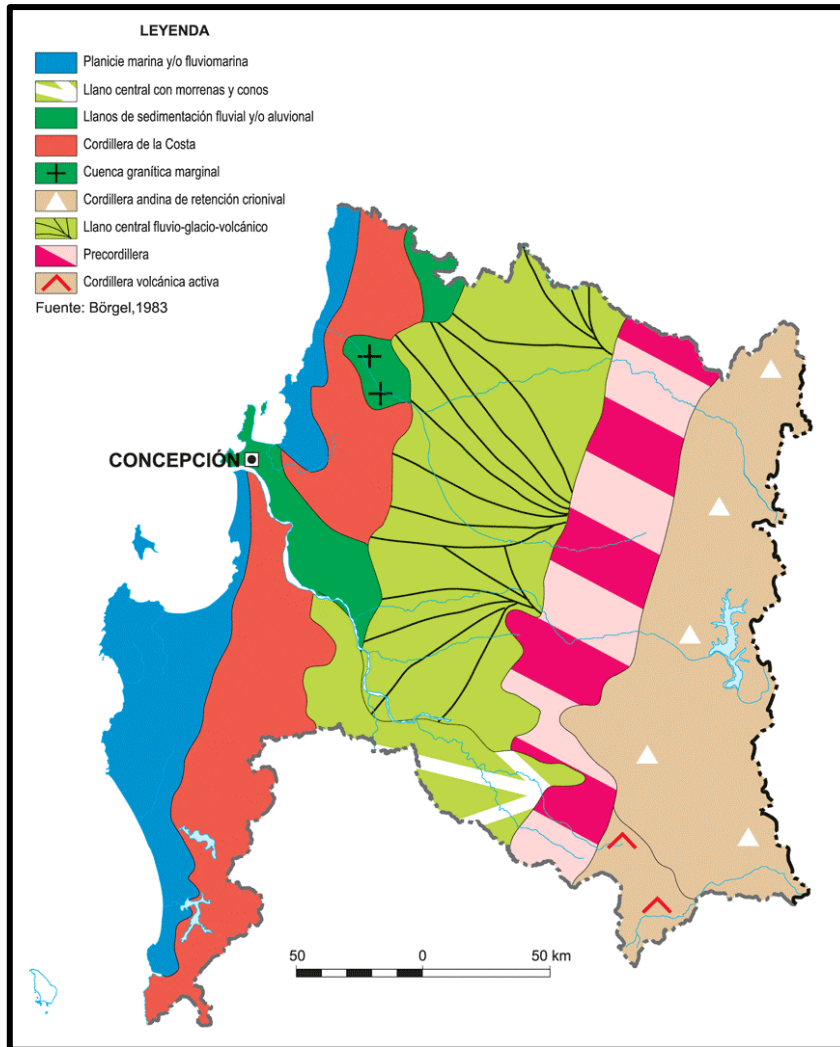 LEYENDA
Planicie marina y/o fluviomarina
Llano central con morrenas y conos
Llanos de sedimentación fluvial y/o aluvional
Cordillera de la Costa
Cuenca granítica marginal
Cordillera andina de retención crionival
Llano central fluvio-glacio-volcánico
Precordillera
Cordillera volcánica activa
Fuente: Börgel,1983
CONCEPCIÓN
50 0 50 km